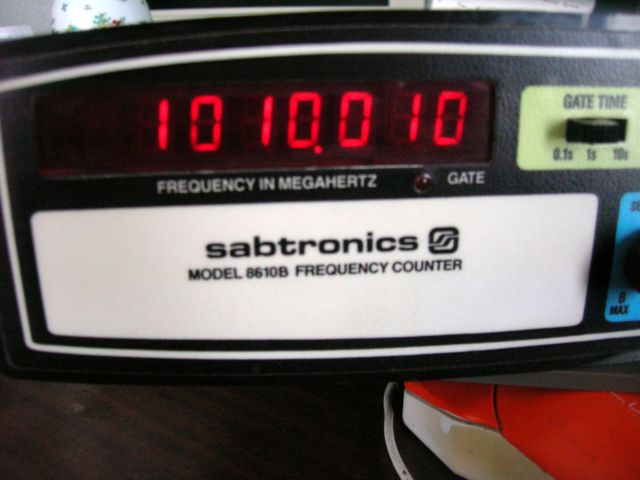 1010.010
GATE TIME
0.1s 1s 10s
FREQUENCY IN MEGAHERTZ
GATE
sabtronics
MODEL 8610B FREQUENCY COUNTER
B
MAX